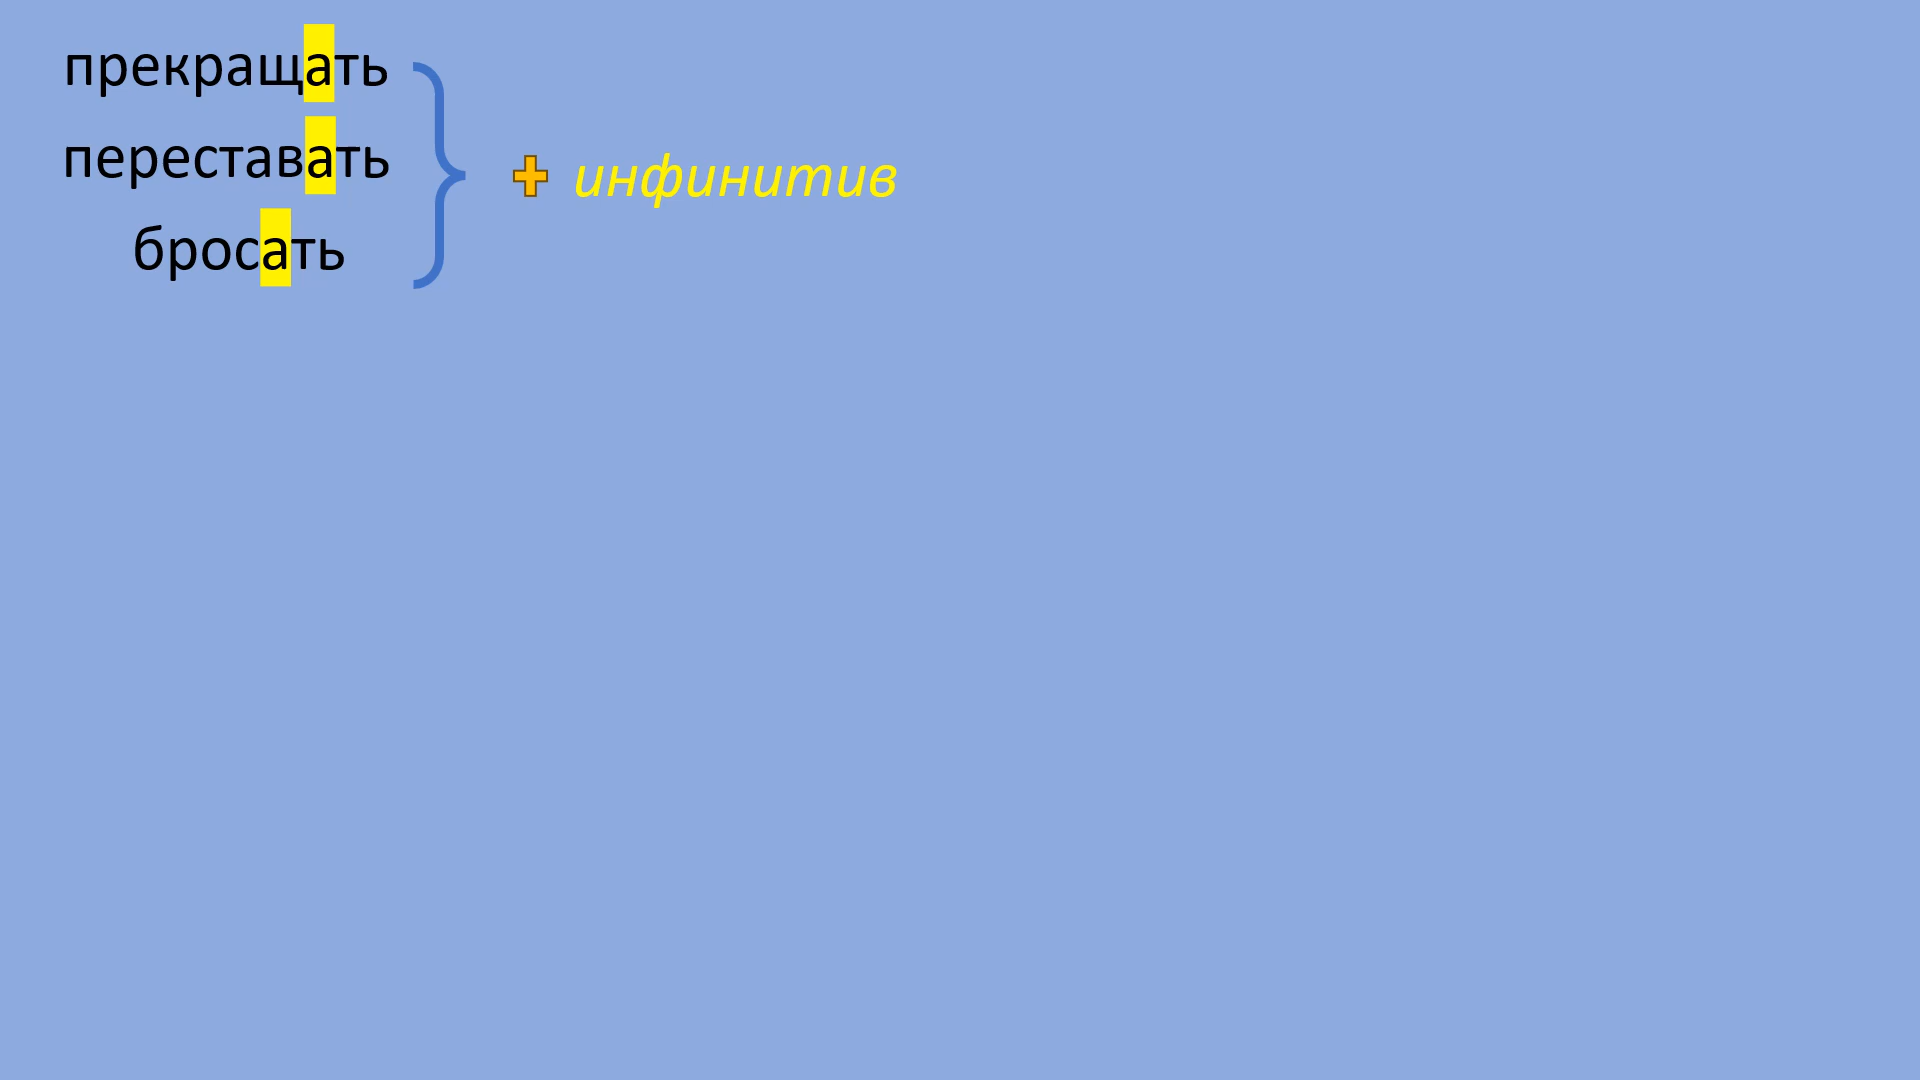 прекращать
переставать
бросать
+ инфинитив